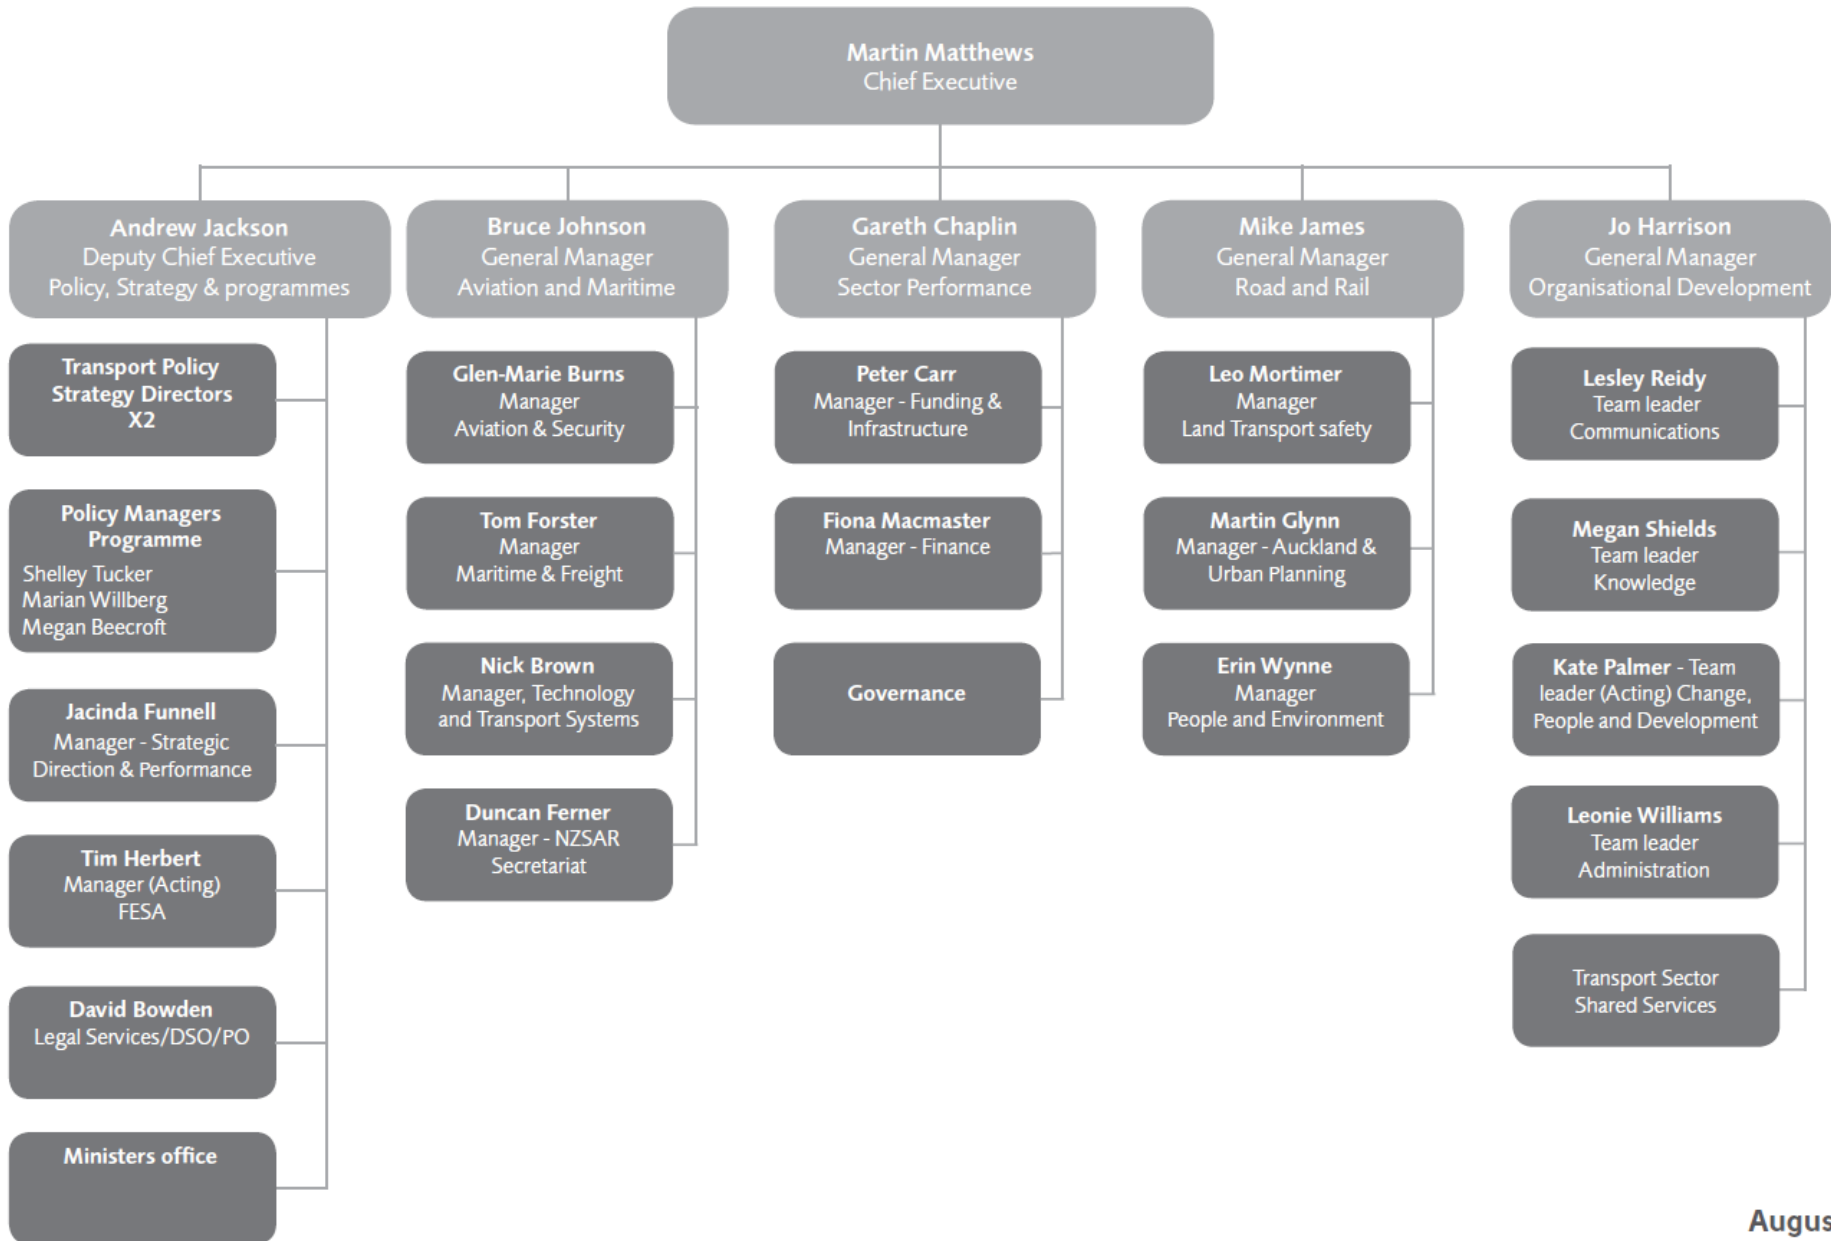 Martin Matthews
Chief Executive
Andrew Jackson
Deputy Chief Executive
Policy, Strategy & programmes
Transport Policy
Strategy Directors
X2
Policy Managers
Programme
Shelley Tucker
Marian Willberg
Megan Beecroft
Jacinda Funnell
Manager - Strategic
Direction & Performance
Tim Herbert
Manager (Acting)
FESA
David Bowden
Legal Services/DSO/PO
Ministers office
Bruce Johnson
General Manager
Aviation and Maritime
Glen-Marie Burns
Manager
Aviation & Security
Tom Forster
Manager
Maritime & Freight
Nick Brown
Manager, Technology
and Transport Systems
Duncan Ferner
Manager - NZSAR
Secretariat
Gareth Chaplin
General Manager
Sector Performance
Peter Carr
Manager - Funding &
Infrastructure
Fiona Macmaster
Manager - Finance
Governance
Mike James
General Manager
Road and Rail
Leo Mortimer
Manager
Land Transport safety
Martin Glynn
Manager - Auckland &
Urban Planning
Erin Wynne
Manager
People and Environment
Jo Harrison
General Manager
Organisational Development
Lesley Reidy
Team leader
Communications
Megan Shields
Team leader
Knowledge
Kate Palmer - Team
leader (Acting) Change,
People and Development
Leonie Williams
Team leader
Administration
Transport Sector
Shared Services
Augus